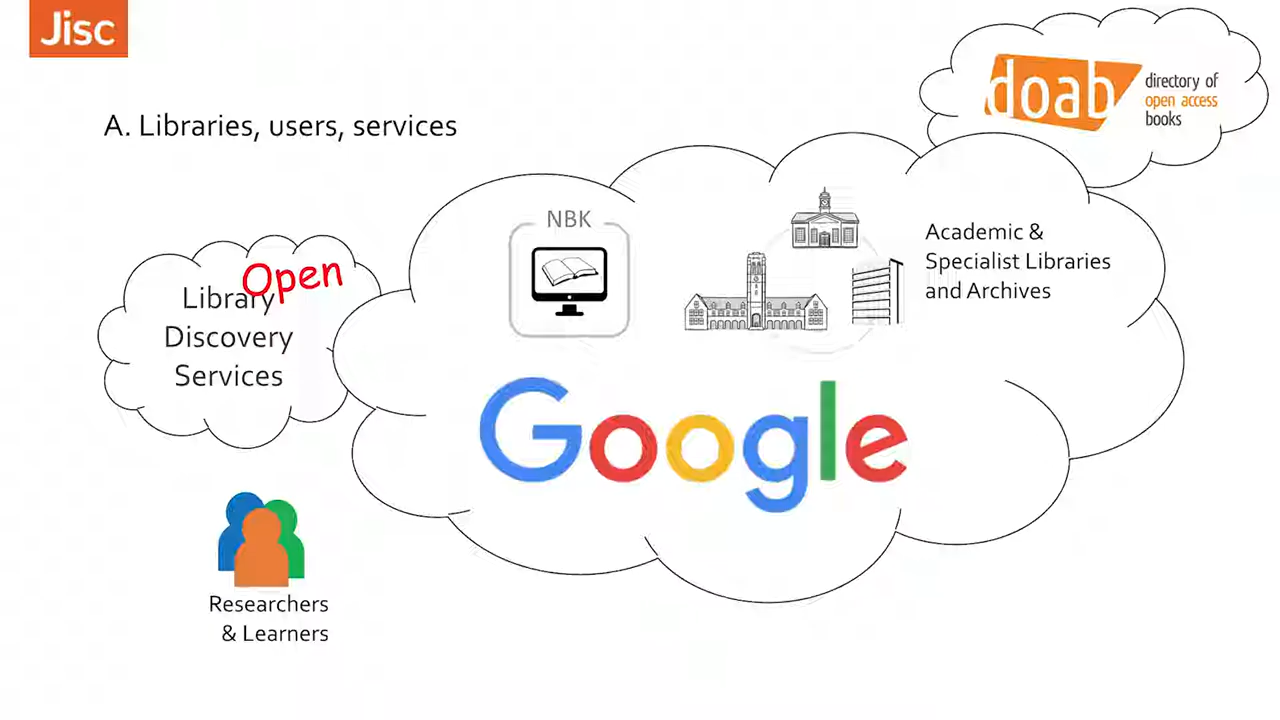 Jisc
doab
directory of
open access
books
A. Libraries, users, services
NBK
Academic &
Specialist Libraries
and Archives
Open
Library
Discovery
Services
Google
Researchers
& Learners